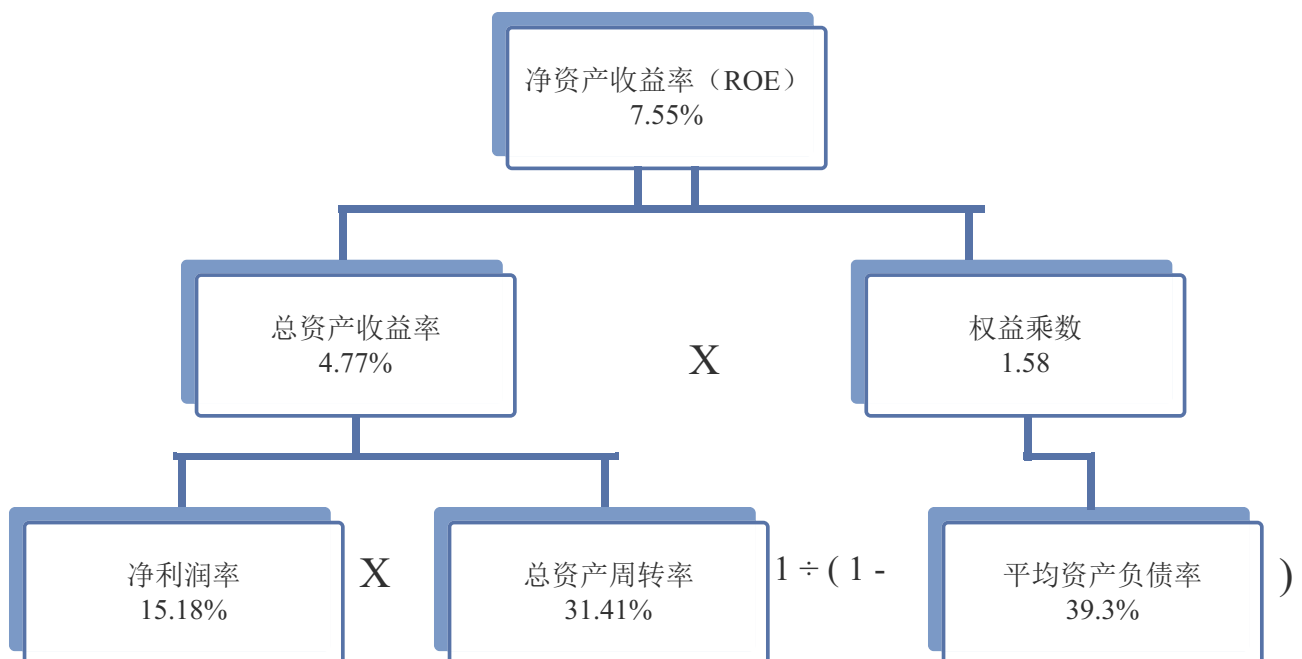 净资产收益率（ROE）
7.55%
总资产收益率
4.77%
X
权益乘数
1.58
净利润率
15.18%
X
总资产周转率
31.41%
1 ÷ ( 1 -
平均资产负债率
39.3%
)